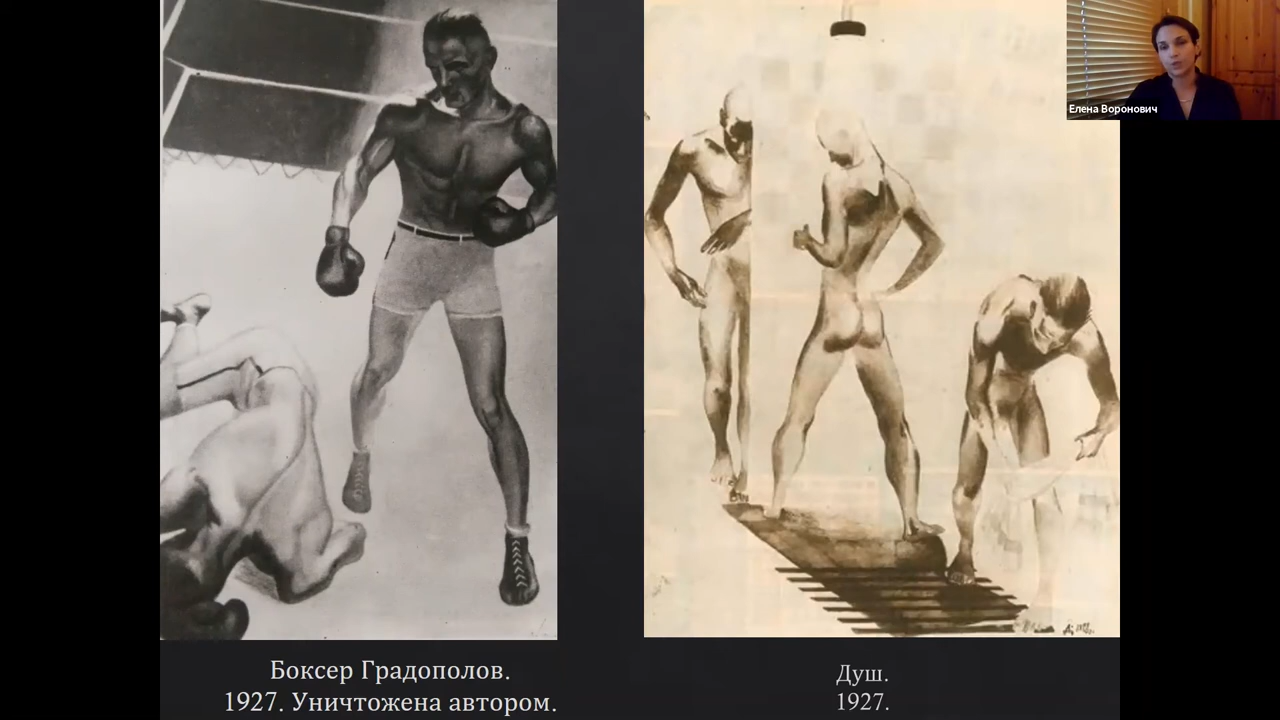 Елена Воронович
Боксер Градополов.
1927. Уничтожена автором.
Душ.
1927.